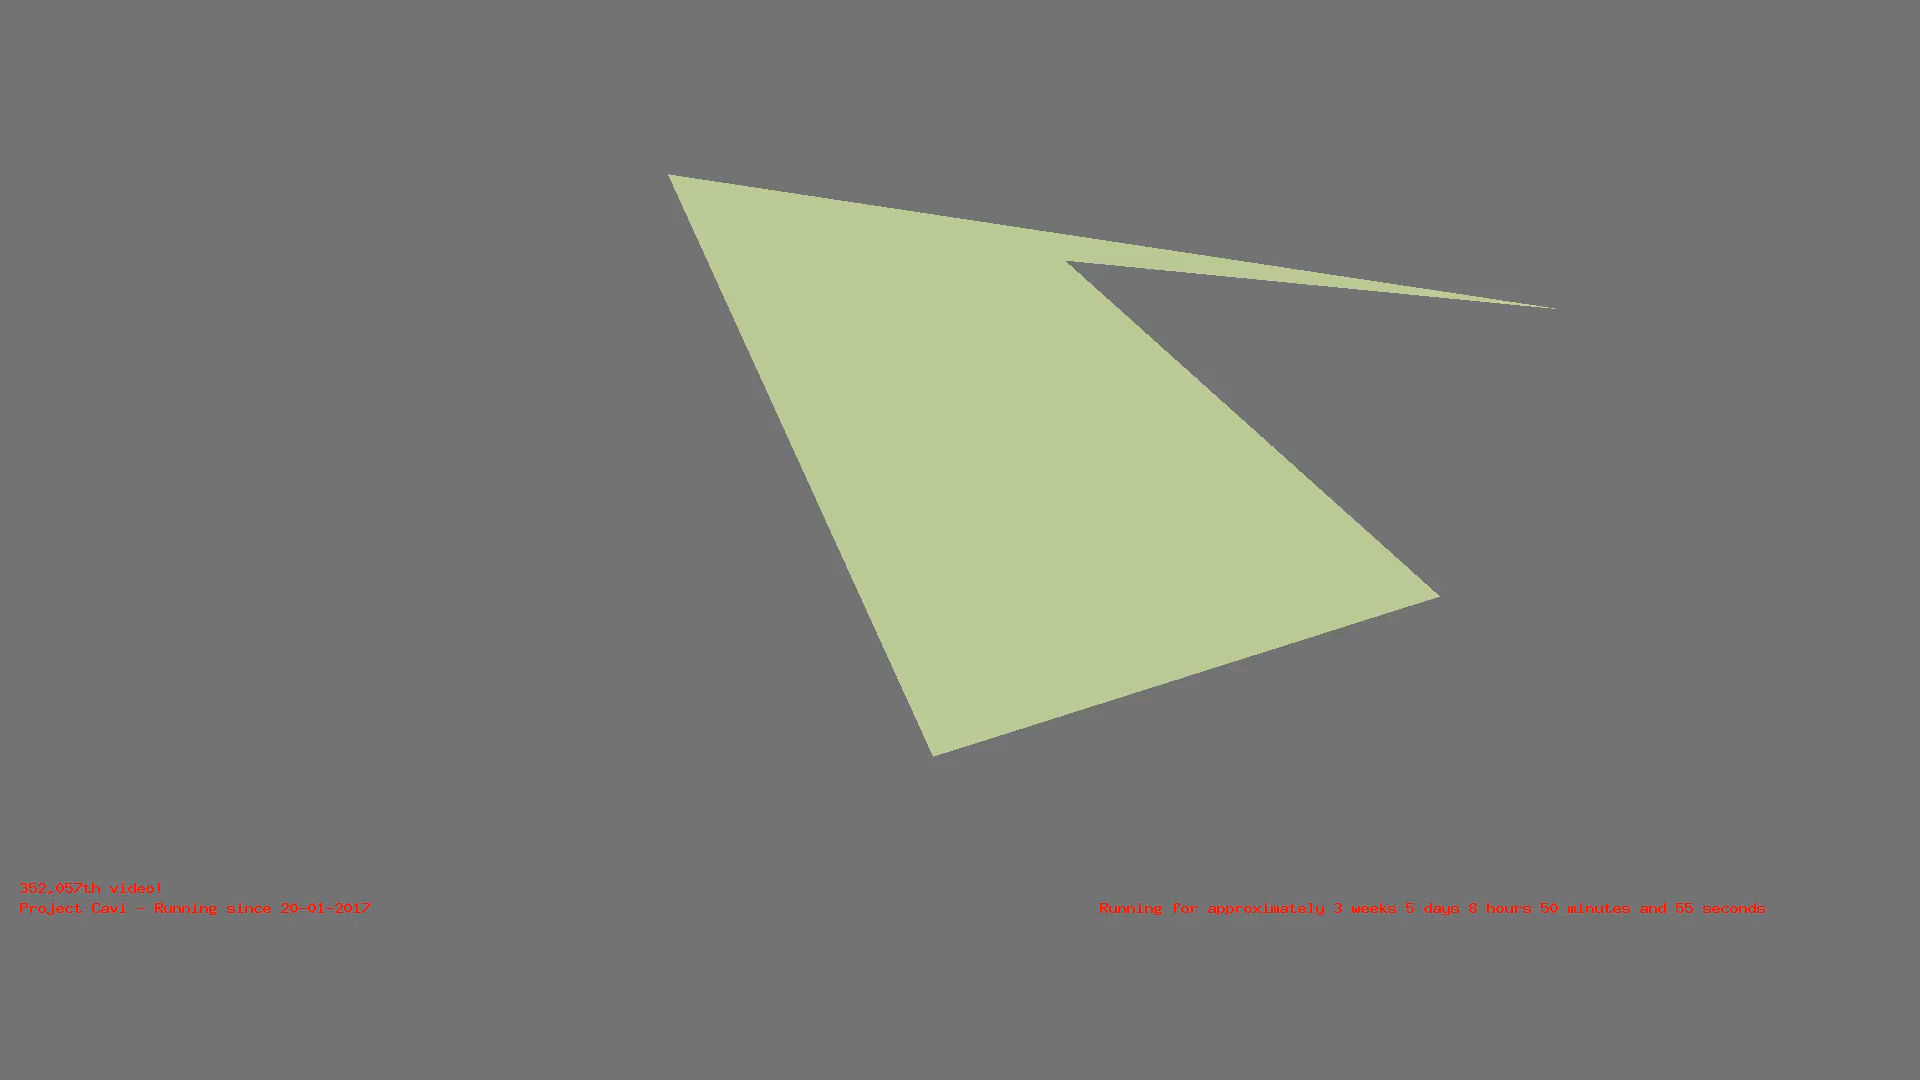 352,057th video!
Project Cavi - Running since 20-01-2017
Running for approximately 3 weeks 5 days 8 hours 50 minutes and 55 seconds